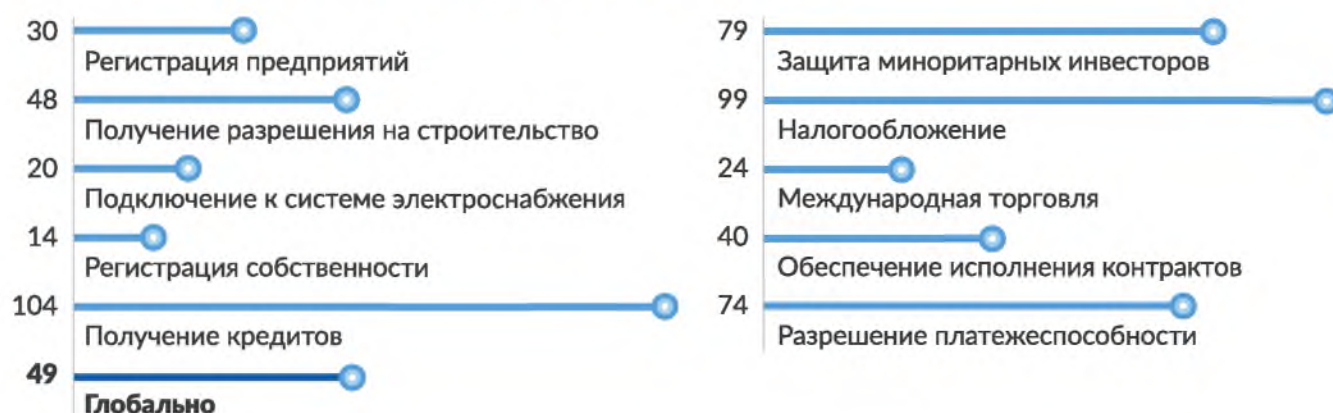 30
Регистрация предприятий
48
Получение разрешения на строительство
20
Подключение к системе электроснабжения
14
Регистрация собственности
104
Получение кредитов
49
Глобально
79
Защита миноритарных инвесторов
99
Налогообложение
24
Международная торговля
40
Обеспечение исполнения контрактов
74
Разрешение платежеспособности